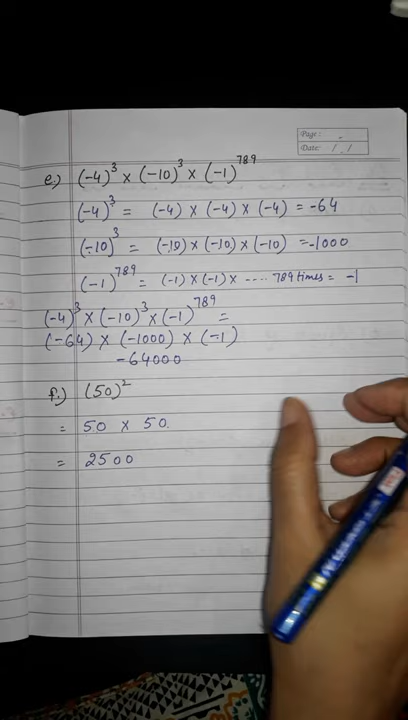 Page :
Date: / /
e.) (-4)³ × (-10)³ × (-1)⁷⁸⁹
(-4)³ = (-4) × (-4) × (-4) = -64
(-10)³ = (-10) × (-10) × (-10) = -1000
(-1)⁷⁸⁹ = (-1) × (-1) × ..... 789 times = -1
(-4)³ × (-10)³ × (-1)⁷⁸⁹ =
(-64) × (-1000) × (-1)
-64000
f.) (50)²
= 50 × 50
= 2500